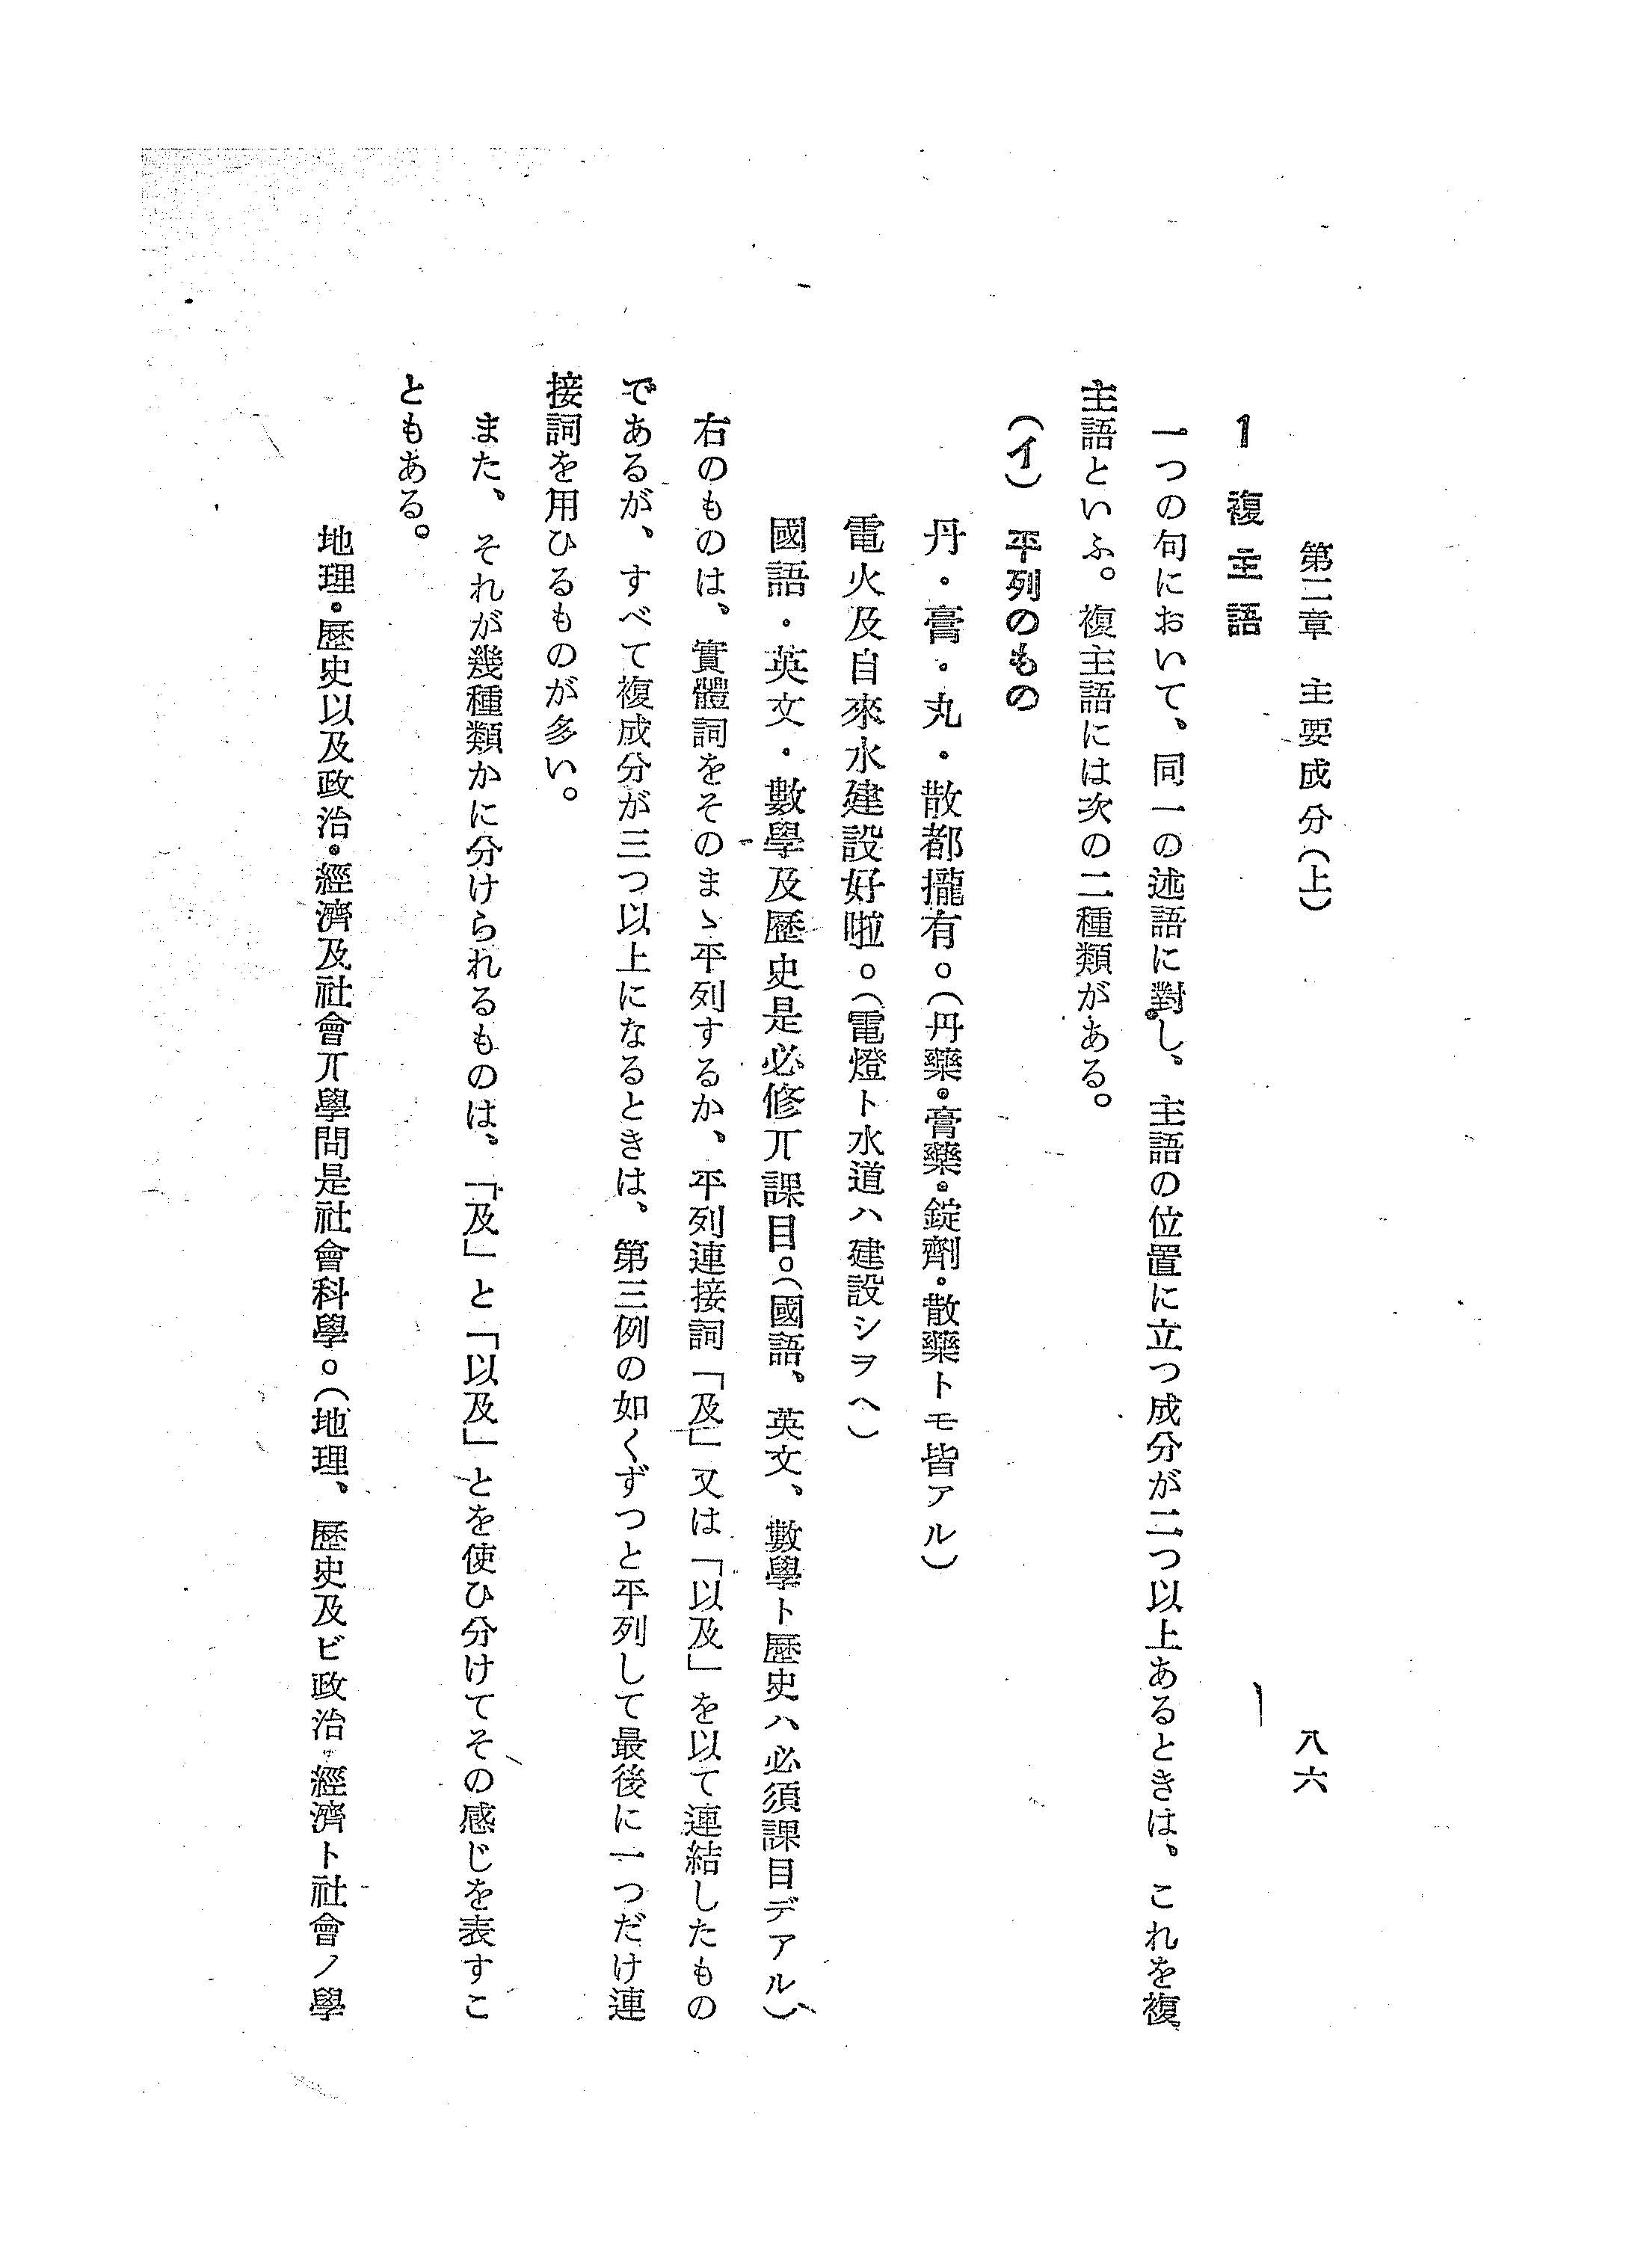 第二章　主要成分（上）
八六
1　複主語
一つの句において、同一の述語に對し、主語の位置に立つ成分が二つ以上あるときは、これを複
主語といふ。複主語には次の二種類がある。
（イ）　平列のもの
丹・膏・丸・散都攏有。（丹藥・膏藥・錠劑・散藥トモ皆アル）
電火及自來水建設好啦。（電燈ト水道ハ建設シヲヘ）
國語・英文・數學及歷史是必修丌課目。（國語、英文、數學ト歷史ハ必須課目デアル）
右のものは、實體詞をそのまゝ平列するか、平列連接詞「及」又は「以及」を以て連結したもの
であるが、すべて複成分が三つ以上になるときは、第三例の如くずつと平列して最後に一つだけ連
接詞を用ひるものが多い。
また、それが幾種類かに分けられるものは、「及」と「以及」とを使ひ分けてその感じを表すこ
ともある。
地理・歷史以及政治・經濟及社會丌學問是社會科學。（地理、歷史及ビ政治・經濟ト社會ノ學